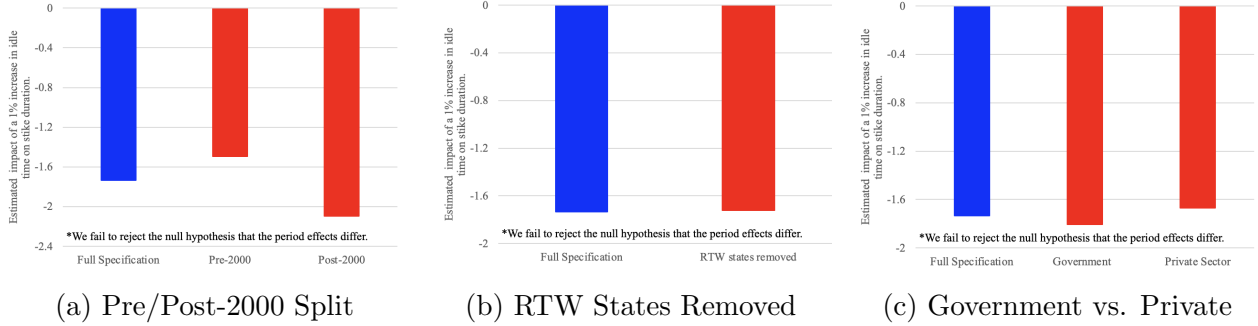 Estimated impact of a 1% increase in idle
time on stike duration.
0
-0.4
-0.8
-1.2
-1.6
-2
-2.4
*We fail to reject the null hypothesis that the period effects differ.
Full Specification Pre-2000 Post-2000
(a) Pre/Post-2000 Split
Estimated impact of a 1% increase in idle
time on stike duration.
0
-0.4
-0.8
-1.2
-1.6
-2
*We fail to reject the null hypothesis that the period effects differ.
Full Specification RTW states removed
(b) RTW States Removed
Estimated impact of a 1% increase in idle
time on stike duration.
0
-0.4
-0.8
-1.2
-1.6
-2
*We fail to reject the null hypothesis that the period effects differ.
Full Specification Government Private Sector
(c) Government vs. Private